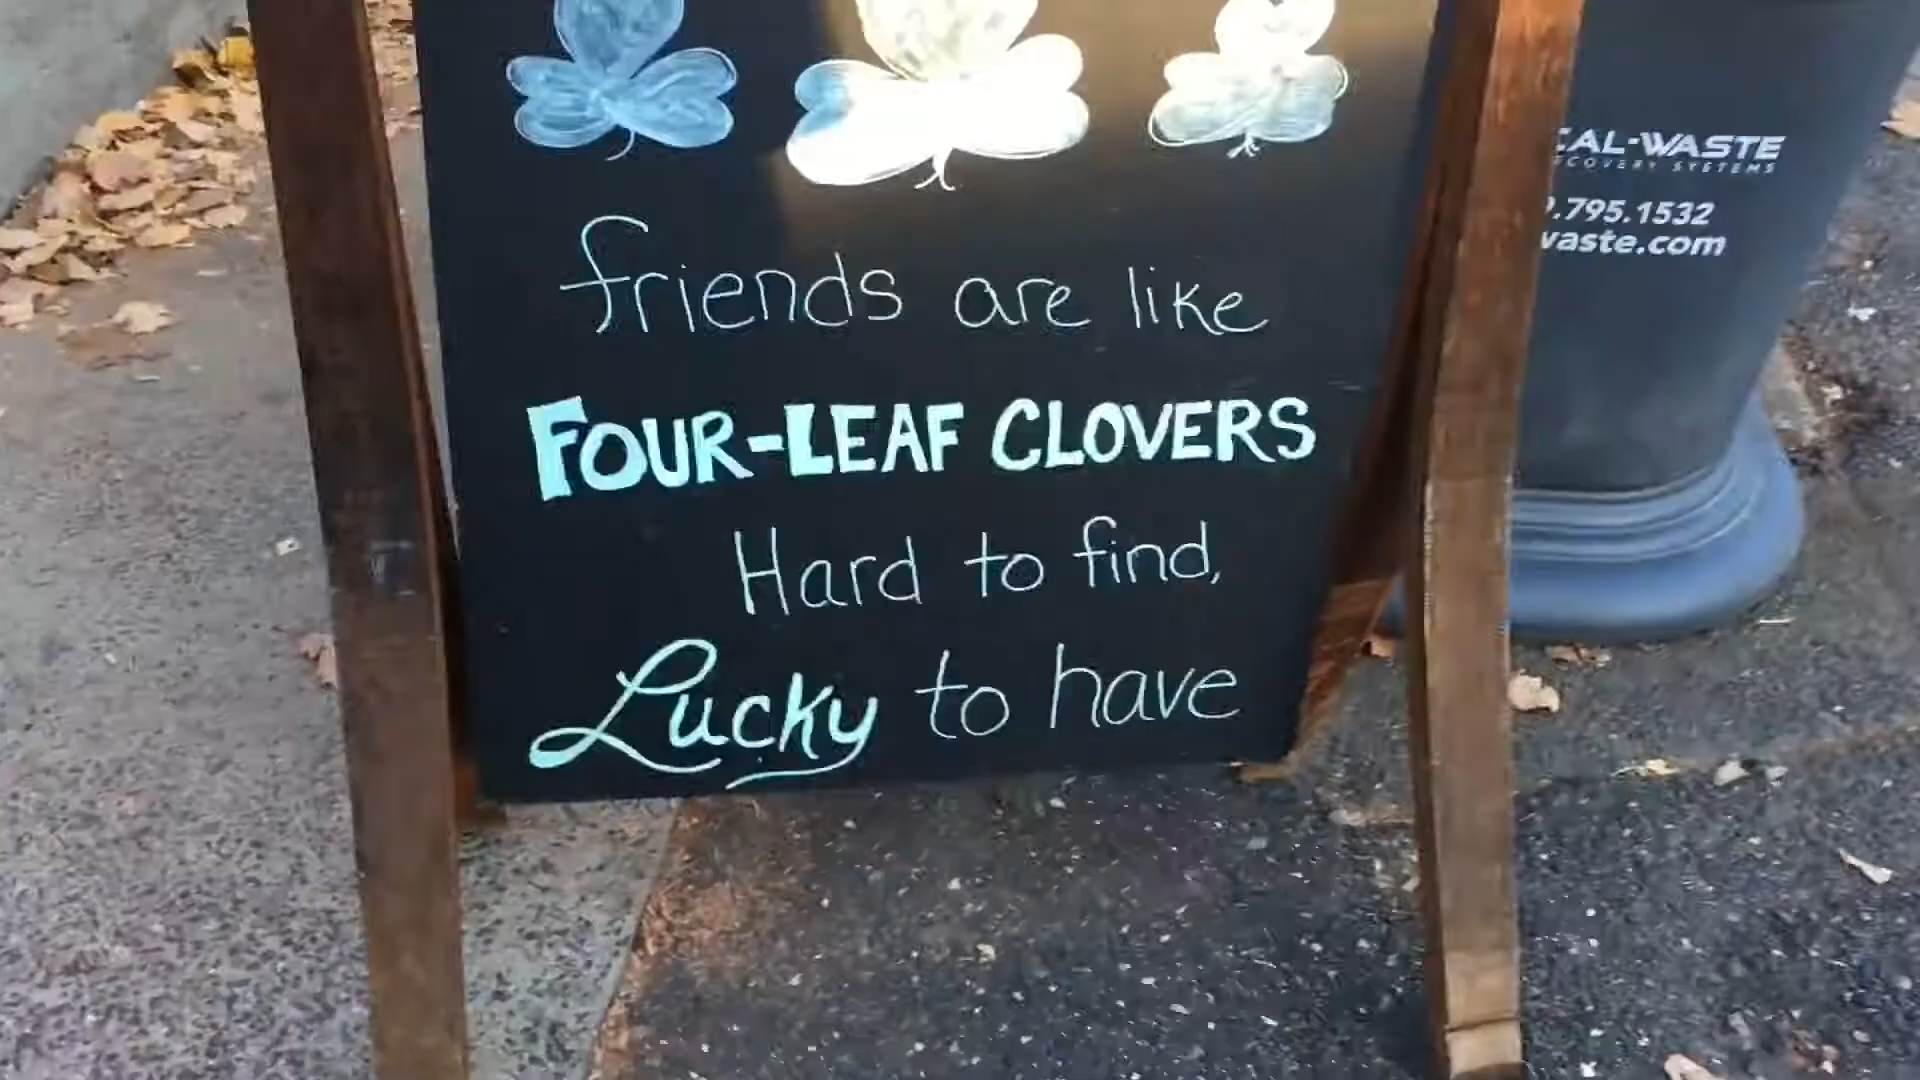 friends are like
FOUR-LEAF CLOVERS
Hard to find,
Lucky to have
CAL-WASTE
RECOVERY SYSTEMS
.795.1532
waste.com